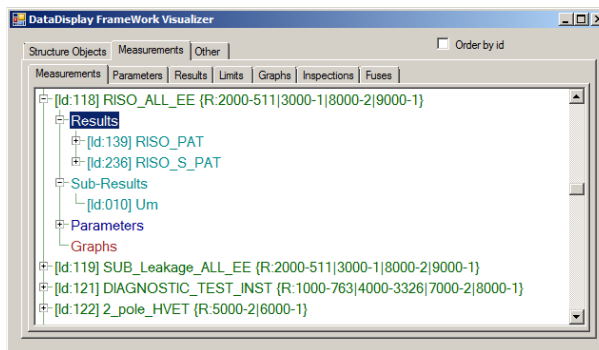 DataDisplay FrameWork Visualizer
Structure Objects Measurements Other Order by id
Measurements Parameters Results Limits Graphs Inspections Fuses
[Id:118] RISO_ALL_EE {R:2000-511|3000-1|8000-2|9000-1}
Results
[Id:139] RISO_PAT
[Id:236] RISO_S_PAT
Sub-Results
[Id:010] Um
Parameters
Graphs
[Id:119] SUB_Leakage_ALL_EE {R:2000-511|3000-1|8000-2|9000-1}
[Id:121] DIAGNOSTIC_TEST_INST {R:1000-763|4000-3326|7000-2|8000-1}
[Id:122] 2_pole_HVET {R:5000-2|6000-1}